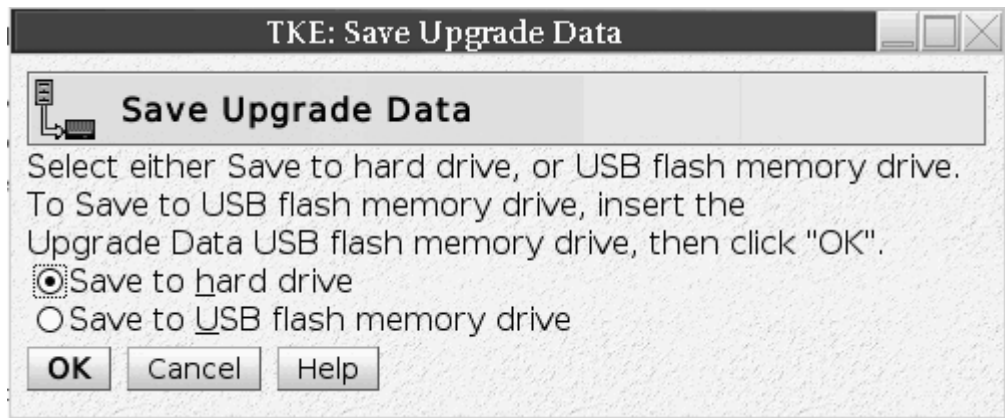 TKE: Save Upgrade Data
Save Upgrade Data
Select either Save to hard drive, or USB flash memory drive.
To Save to USB flash memory drive, insert the
Upgrade Data USB flash memory drive, then click "OK".
Save to hard drive
Save to USB flash memory drive
OK Cancel Help